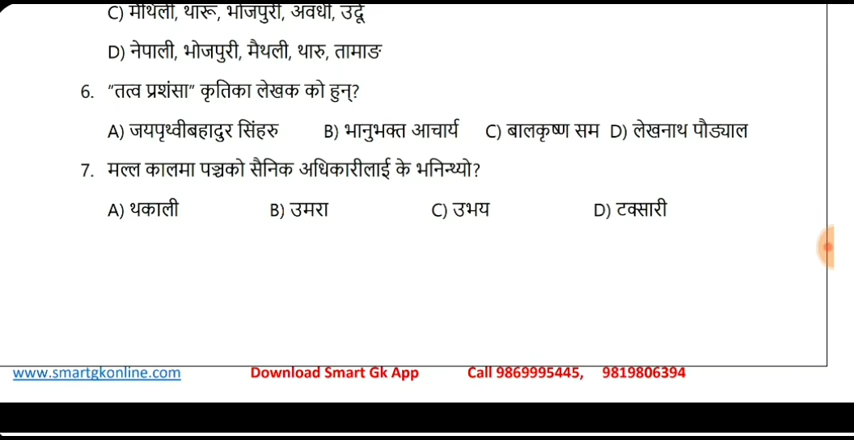 C) मैथिली, थारू, भोजपुरी, अवधी, उर्दू
D) नेपाली, भोजपुरी, मैथली, थारु, तामाङ
6. "तत्व प्रशंसा" कृतिका लेखक को हुन्?
A) जयपृथ्वीबहादुर सिंहरु B) भानुभक्त आचार्य C) बालकृष्ण सम D) लेखनाथ पौड्याल
7. मल्ल कालमा पञ्चको सैनिक अधिकारीलाई के भनिन्थ्यो?
A) थकाली B) उमरा C) उभय D) टक्सारी
www.smartgkonline.com Download Smart Gk App Call 9869995445, 9819806394